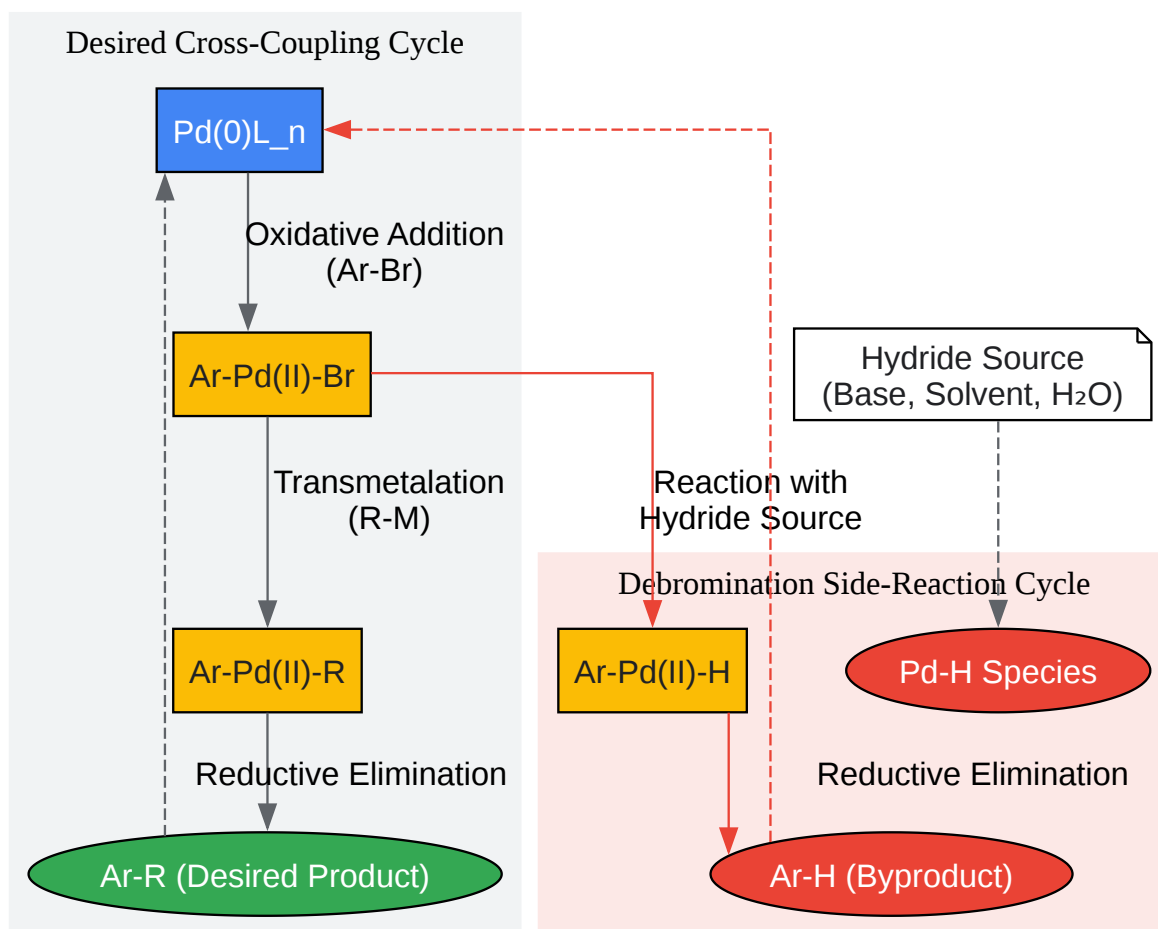 Desired Cross-Coupling Cycle
Pd(0)L_n
Oxidative Addition
(Ar-Br)
Ar-Pd(II)-Br
Hydride Source
(Base, Solvent, H₂O)
Transmetalation
(R-M)
Reaction with
Hydride Source
Debromination Side-Reaction Cycle
Ar-Pd(II)-R
Ar-Pd(II)-H
Pd-H Species
Reductive Elimination
Reductive Elimination
Ar-R (Desired Product)
Ar-H (Byproduct)